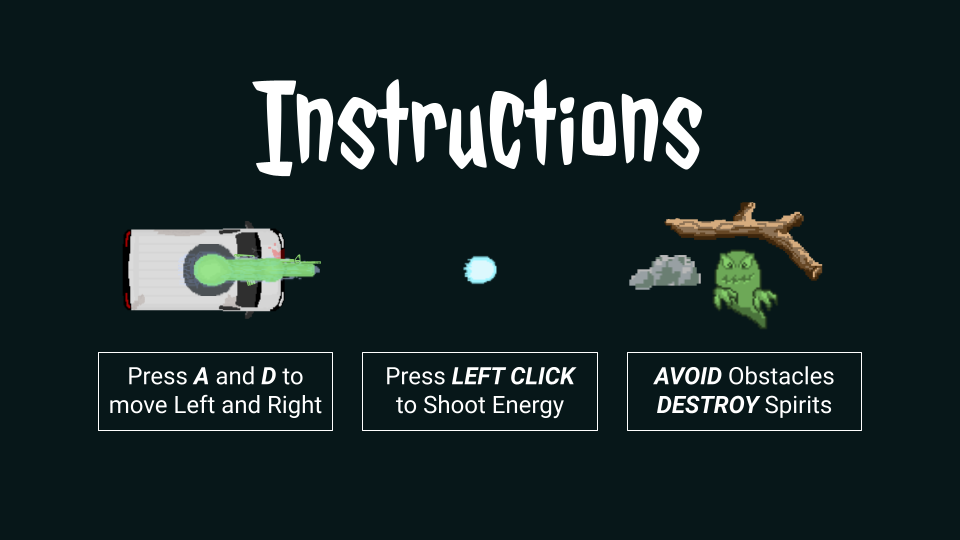 Instructions
Press A and D to
move Left and Right
Press LEFT CLICK
to Shoot Energy
AVOID Obstacles
DESTROY Spirits